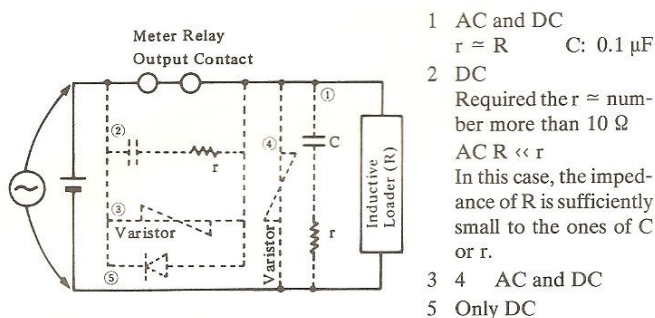 Meter Relay
Output Contact
①
②
r
③
Varistor
④
C
r
Varistor
⑤
Inductive
Loader (R)
1 AC and DC
r ≃ R C: 0.1 μF
2 DC
Required the r ≃ num-
ber more than 10 Ω
AC R << r
In this case, the imped-
ance of R is sufficiently
small to the ones of C
or r.
3 4 AC and DC
5 Only DC